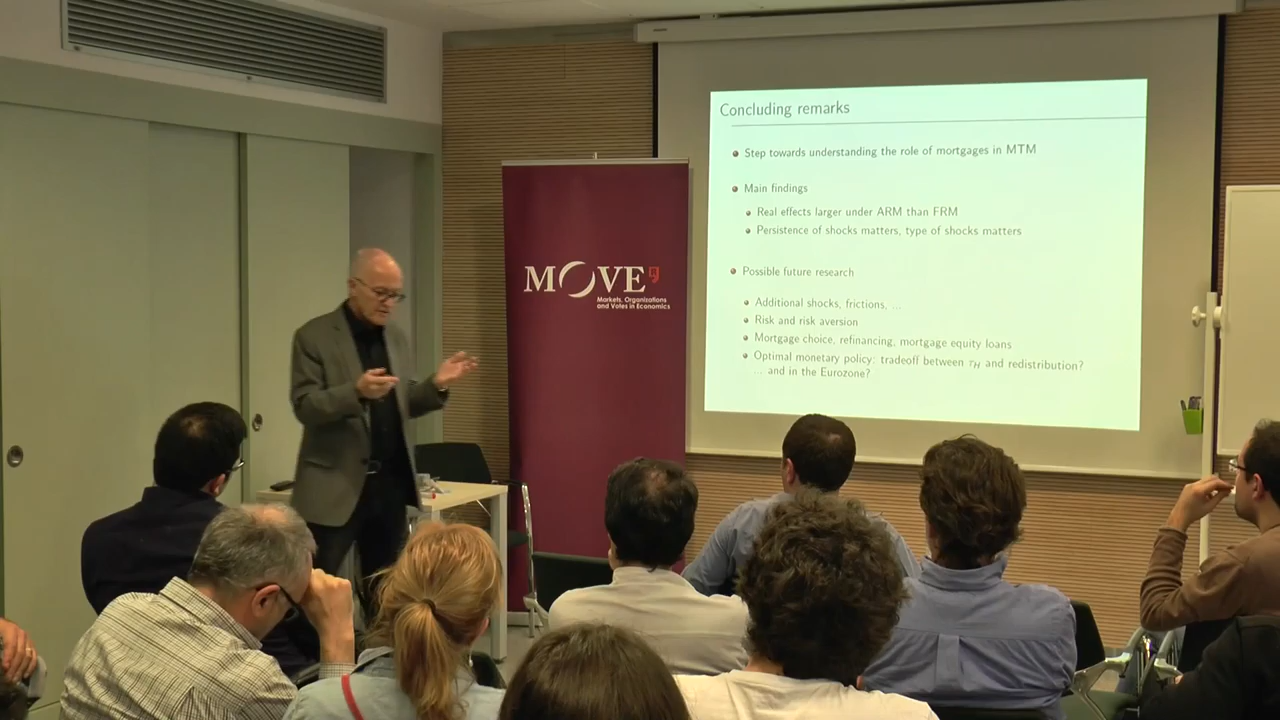 MOVE
Markets, Organizations
and Votes in Economics
Concluding remarks
Step towards understanding the role of mortgages in MTM
Main findings
Real effects larger under ARM than FRM
Persistence of shocks matters, type of shocks matters
Possible future research
Additional shocks, frictions, ...
Risk and risk aversion
Mortgage choice, refinancing, mortgage equity loans
Optimal monetary policy: tradeoff between τH and redistribution?
... and in the Eurozone?